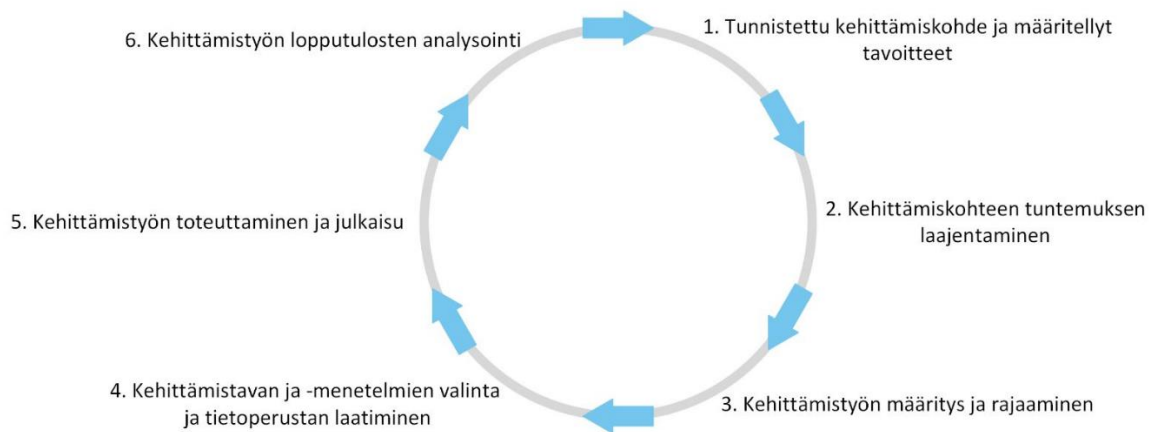 1. Tunnistettu kehittämiskohde ja määritellyt
tavoitteet
2. Kehittämiskohteen tuntemuksen
laajentaminen
3. Kehittämistyön määritys ja rajaaminen
4. Kehittämistavan ja -menetelmien valinta
ja tietoperustan laatiminen
5. Kehittämistyön toteuttaminen ja julkaisu
6. Kehittämistyön lopputulosten analysointi